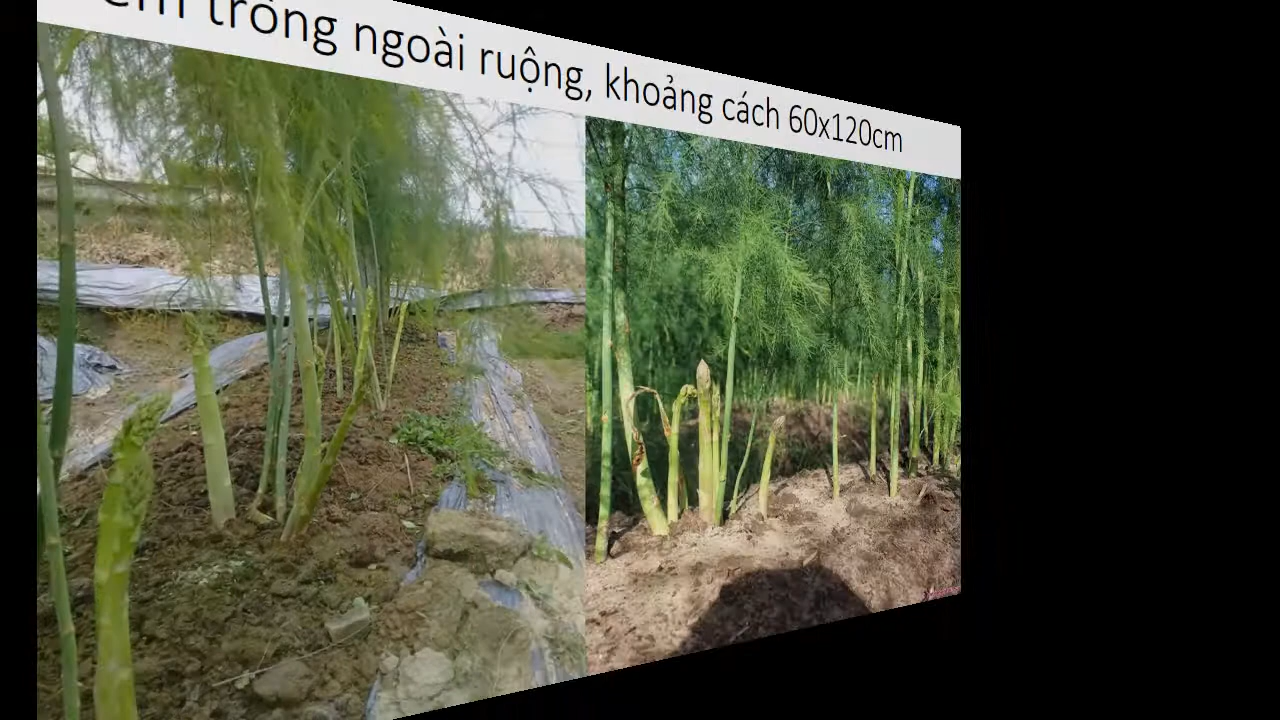 trồng ngoài ruộng, khoảng cách 60x120cm